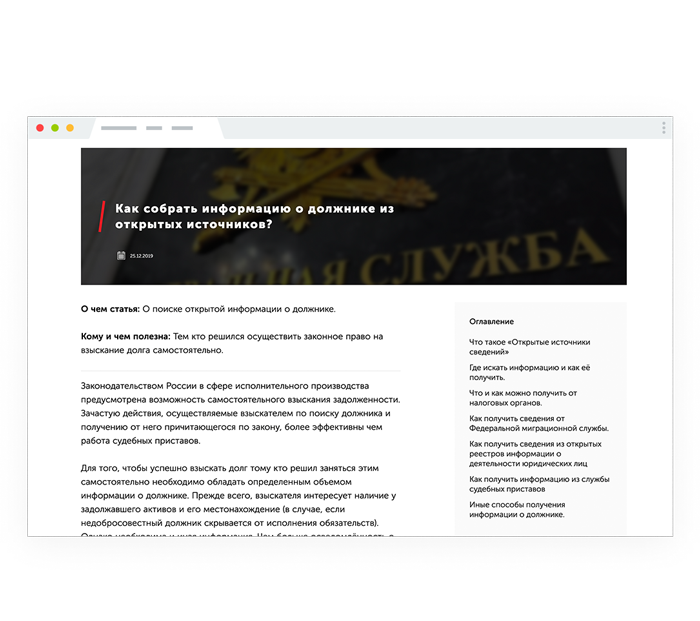 Как собрать информацию о должнике из
открытых источников?
25.12.2019
НАЯ СЛУЖБА
О чем статья: О поиске открытой информации о должнике.
Кому и чем полезна: Тем кто решился осуществить законное право на
взыскание долга самостоятельно.
Законодательством России в сфере исполнительного производства
предусмотрена возможность самостоятельного взыскания задолженности.
Зачастую действия, осуществляемые взыскателем по поиску должника и
получению от него причитающегося по закону, более эффективны чем
работа судебных приставов.
Для того, чтобы успешно взыскать долг тому кто решил заняться этим
самостоятельно необходимо обладать определенным объемом
информации о должнике. Прежде всего, взыскателя интересует наличие у
задолжавшего активов и его местонахождение (в случае, если
недобросовестный должник скрывается от исполнения обязательств).
Оглавление
Что такое «Открытые источники
сведений»
Где искать информацию и как её
получить.
Что и как можно получить от
налоговых органов.
Как получить сведения от
Федеральной миграционной службы.
Как получить сведения из открытых
реестров информации о
деятельности юридических лиц
Как получить информацию из службы
судебных приставов
Иные способы получения
информации о должнике.